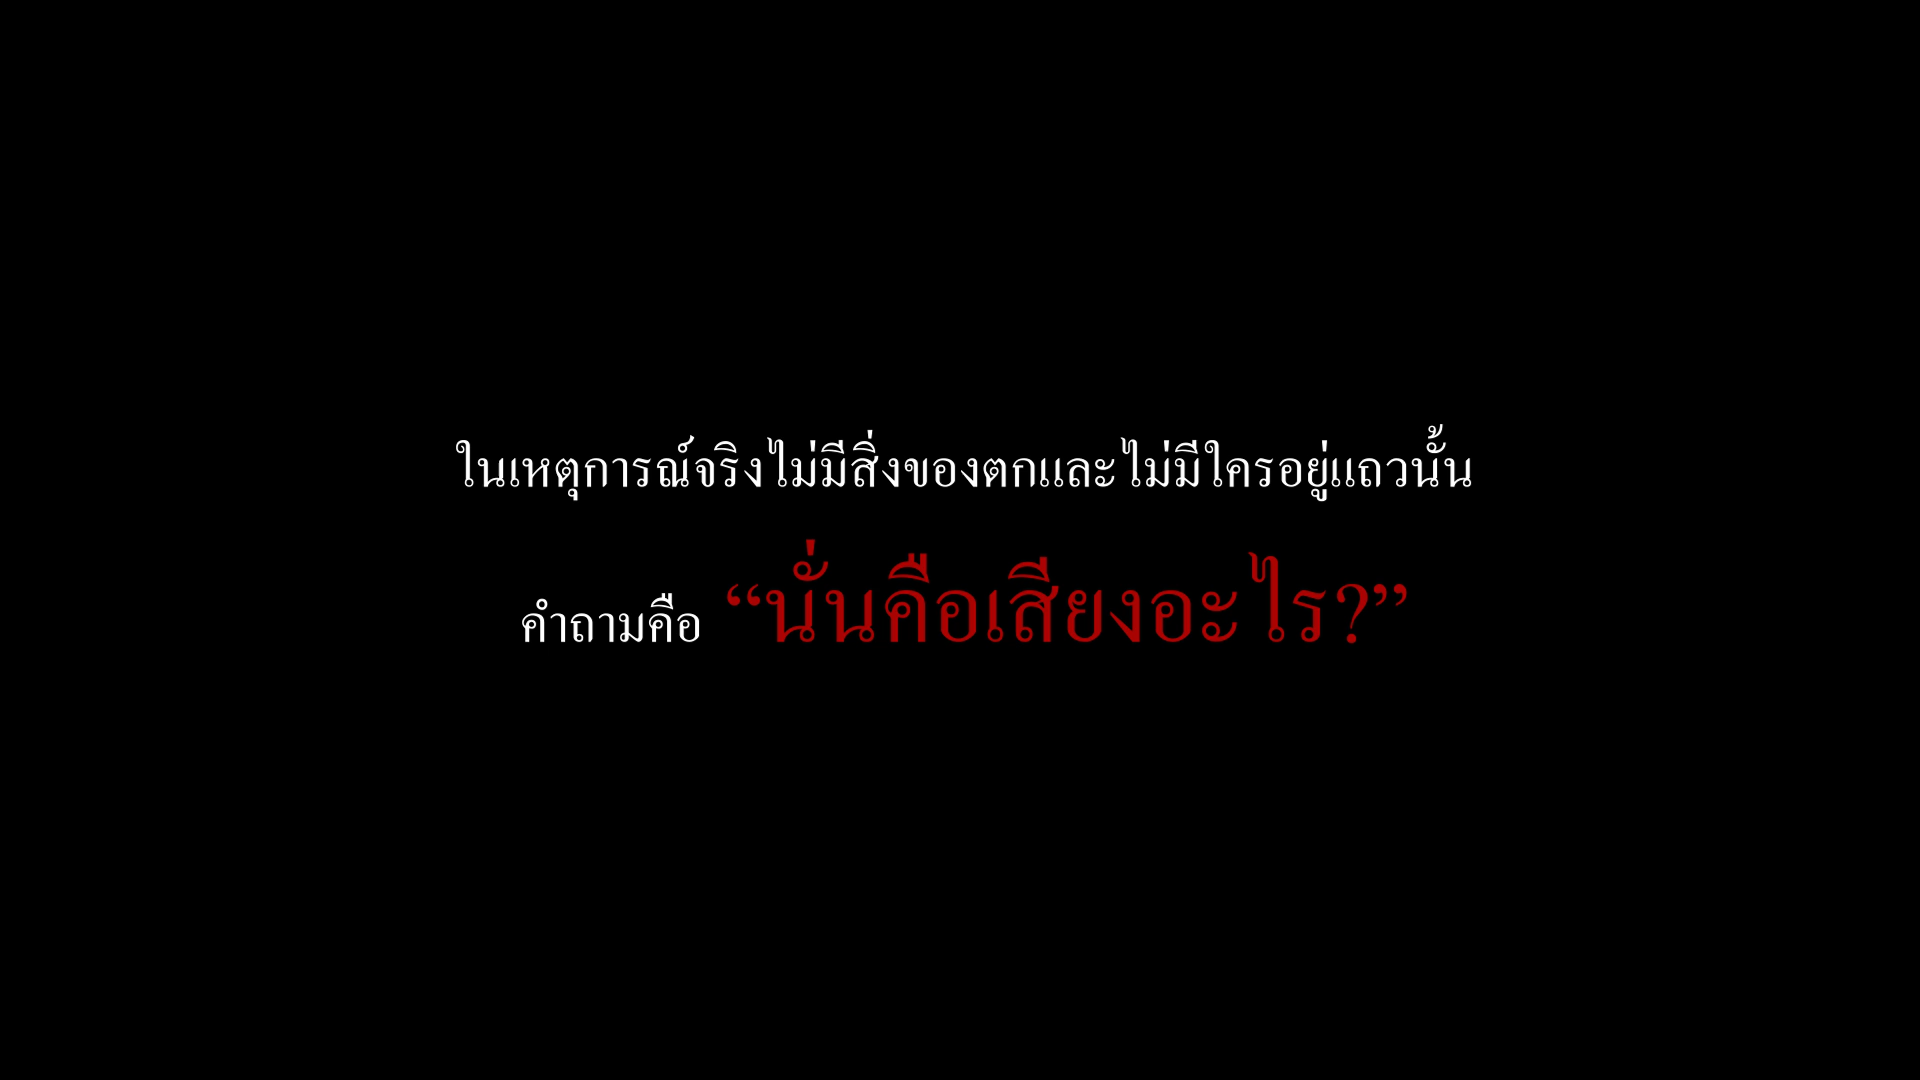 ในเหตุการณ์จริงไม่มีสิ่งของตกและไม่มีใครอยู่แถวนั้น
คำถามคือ “นั่นคือเสียงอะไร?”